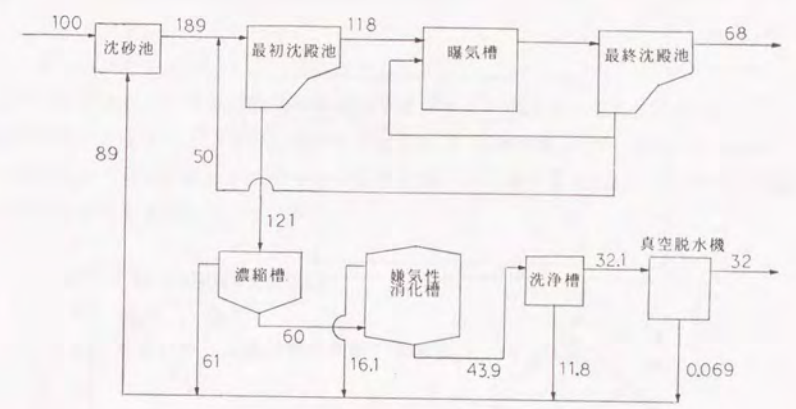 100
沈砂池
189
最初沈殿池
118
曝気槽
最終沈殿池
68
89
50
121
濃縮槽
嫌気性
消化槽
洗浄槽
32.1
真空脱水機
32
60
61
16.1
43.9
11.8
0.069